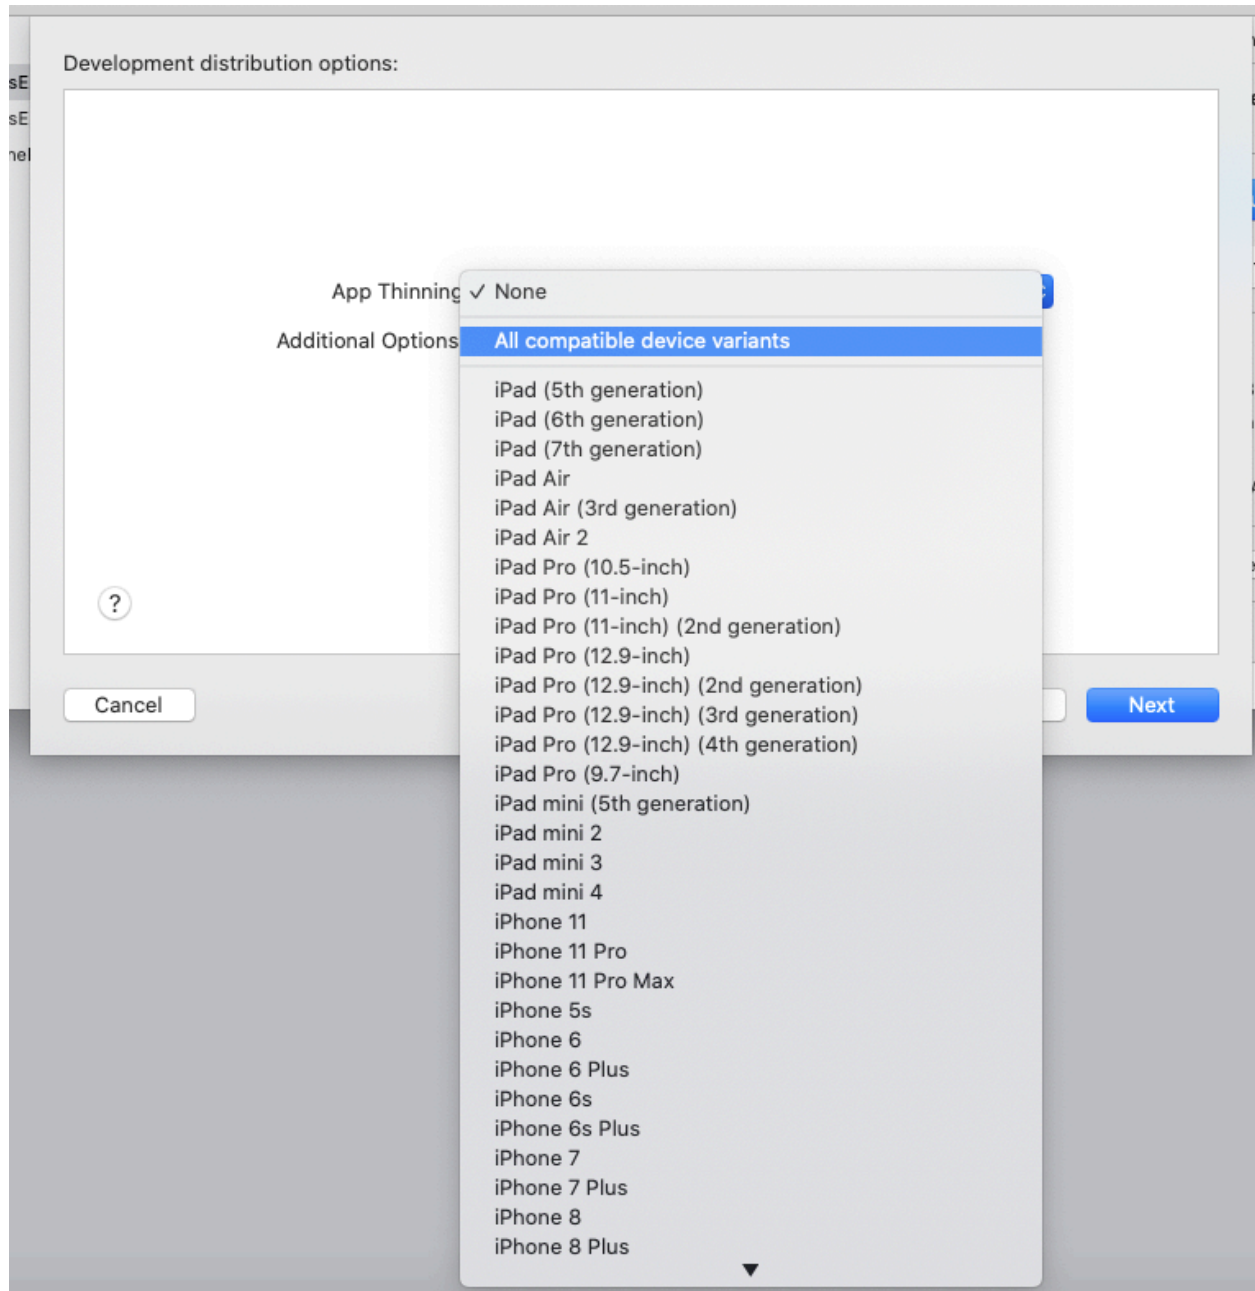 Development distribution options:
App Thinning
✓ None
Additional Options
All compatible device variants
iPad (5th generation)
iPad (6th generation)
iPad (7th generation)
iPad Air
iPad Air (3rd generation)
iPad Air 2
iPad Pro (10.5-inch)
iPad Pro (11-inch)
iPad Pro (11-inch) (2nd generation)
iPad Pro (12.9-inch)
iPad Pro (12.9-inch) (2nd generation)
iPad Pro (12.9-inch) (3rd generation)
iPad Pro (12.9-inch) (4th generation)
iPad Pro (9.7-inch)
iPad mini (5th generation)
iPad mini 2
iPad mini 3
iPad mini 4
iPhone 11
iPhone 11 Pro
iPhone 11 Pro Max
iPhone 5s
iPhone 6
iPhone 6 Plus
iPhone 6s
iPhone 6s Plus
iPhone 7
iPhone 7 Plus
iPhone 8
iPhone 8 Plus
?
Cancel
Next